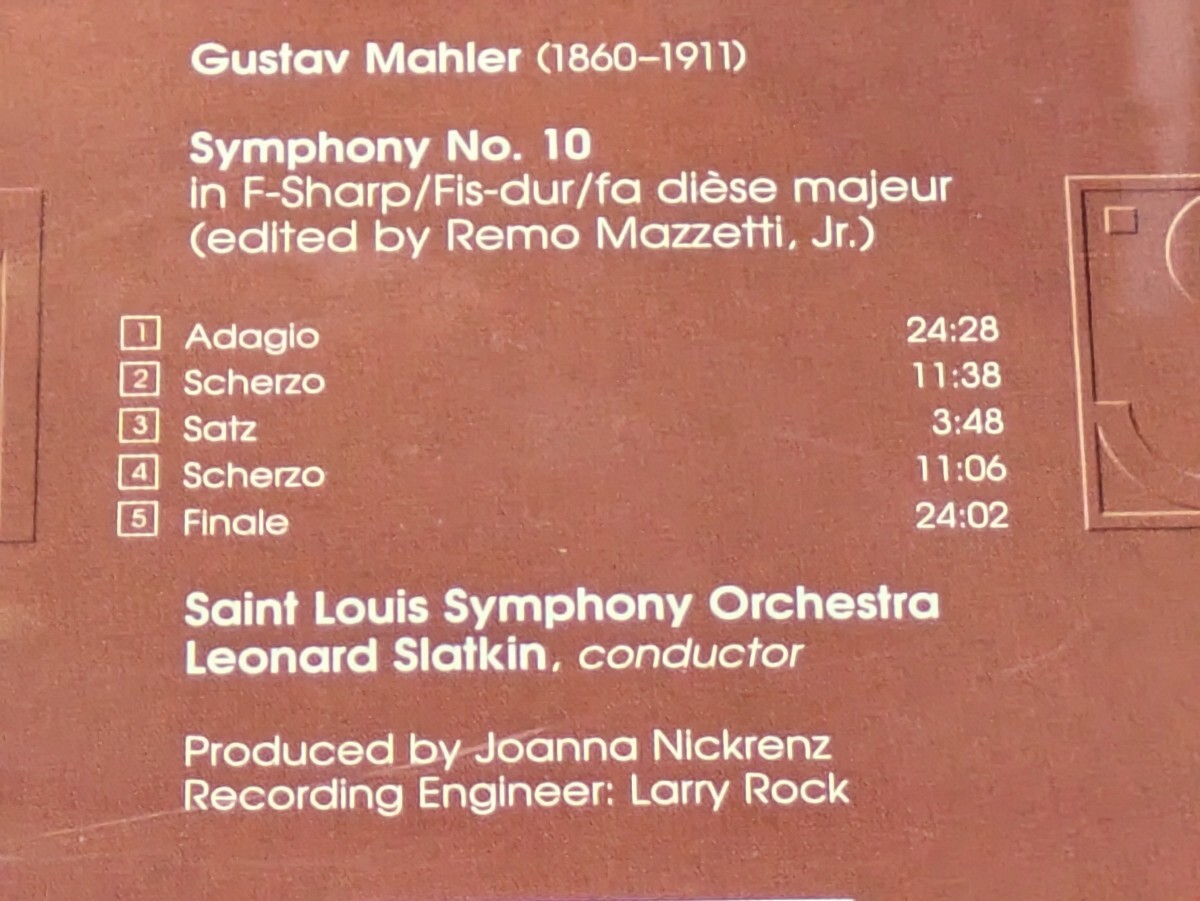 Gustav Mahler (1860–1911)
Symphony No. 10
in F-Sharp/Fis-dur/fa dièse majeur
(edited by Remo Mazzetti, Jr.)
1 Adagio 24:28
2 Scherzo 11:38
3 Satz 3:48
4 Scherzo 11:06
5 Finale 24:02
Saint Louis Symphony Orchestra
Leonard Slatkin, conductor
Produced by Joanna Nickrenz
Recording Engineer: Larry Rock